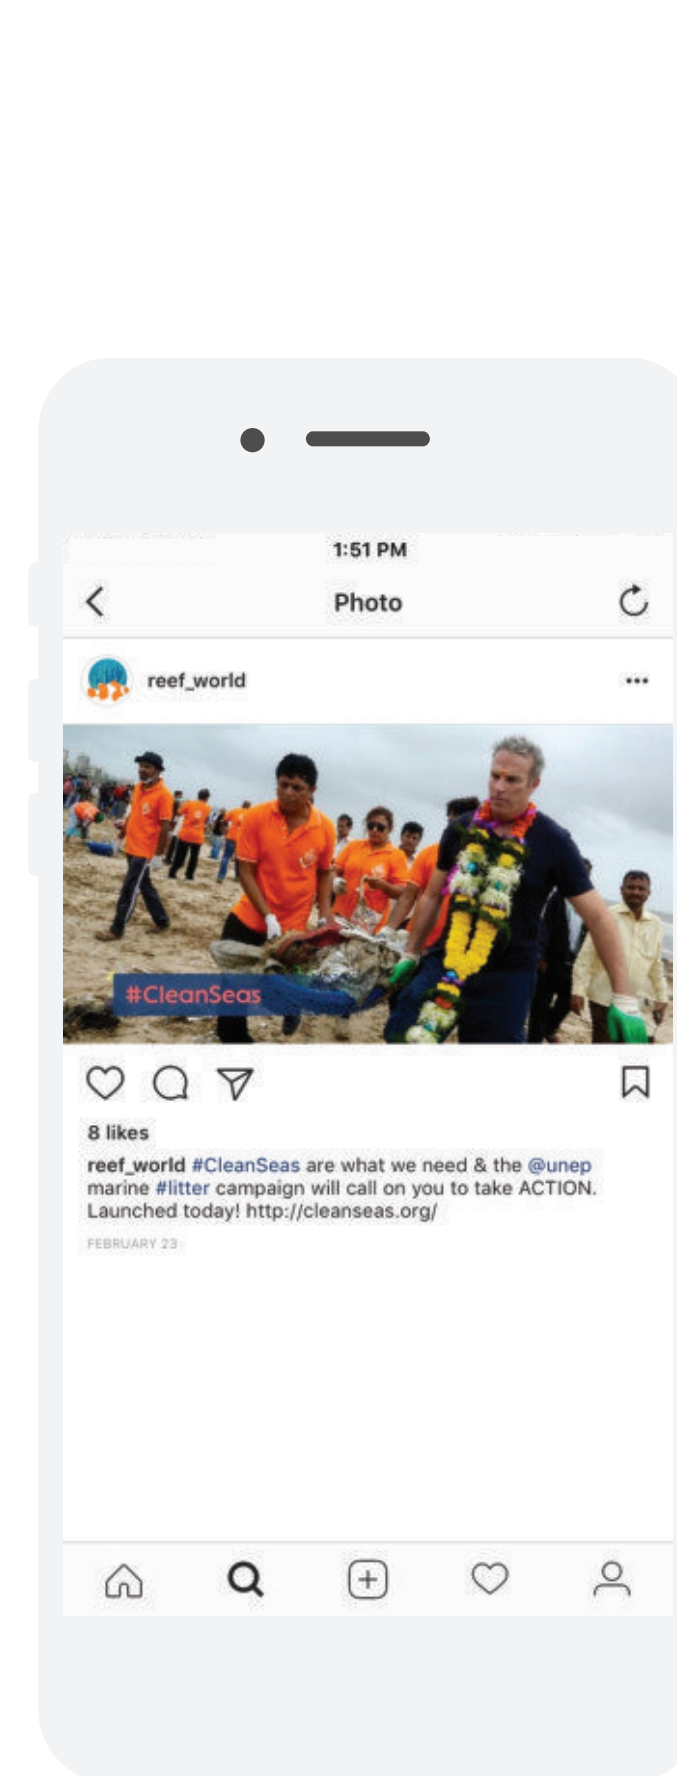 1:51 PM
Photo
reef_world
#CleanSeas
8 likes
reef_world #CleanSeas are what we need & the @unep
marine #litter campaign will call on you to take ACTION.
Launched today! http://cleanseas.org/
FEBRUARY 23